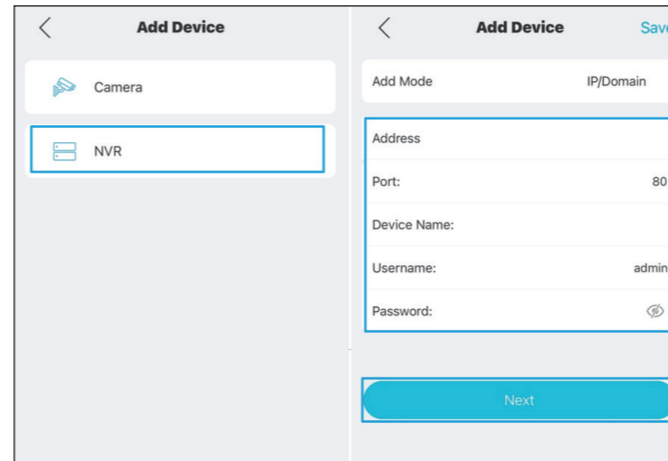 Add Device
Camera
NVR
Add Device Save
Add Mode IP/Domain
Address
Port: 80
Device Name:
Username: admin
Password:
Next